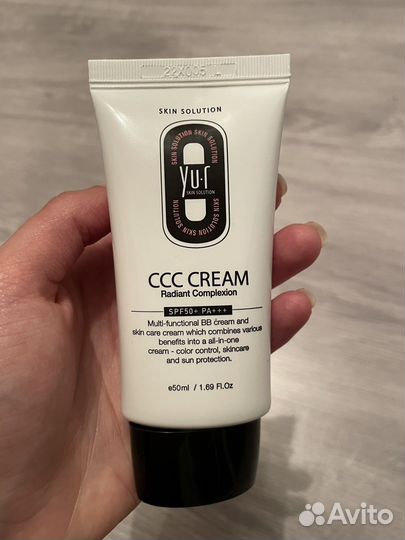 22X005 L
SKIN SOLUTION
SKIN SOLUTION SKIN SOLUTION
yu·r
SKIN SOLUTION
SKIN SOLUTION SKIN SOLUTION
CCC CREAM
Radiant Complexion
SPF50+ PA+++
Multi-functional BB cream and
skin care cream which combines various
benefits into a all-in-one
cream - color control, skincare
and sun protection.
e50ml / 1.69 Fl.Oz
Avito